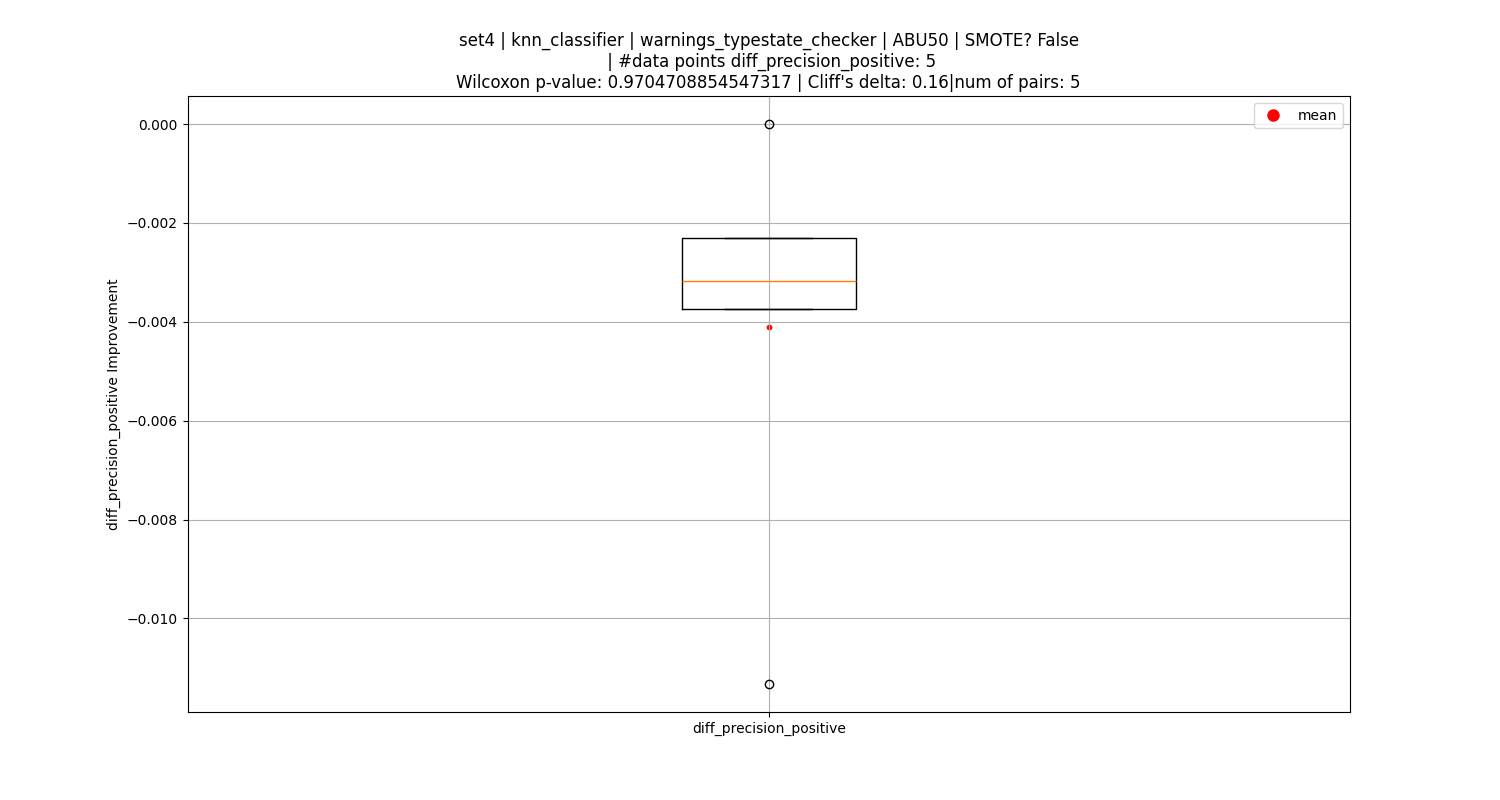 set4 | knn_classifier | warnings_typestate_checker | ABU50 | SMOTE? False
| #data points diff_precision_positive: 5
Wilcoxon p-value: 0.9704708854547317 | Cliff's delta: 0.16|num of pairs: 5
mean
0.000
−0.002
−0.004
−0.006
−0.008
−0.010
diff_precision_positive Improvement
diff_precision_positive